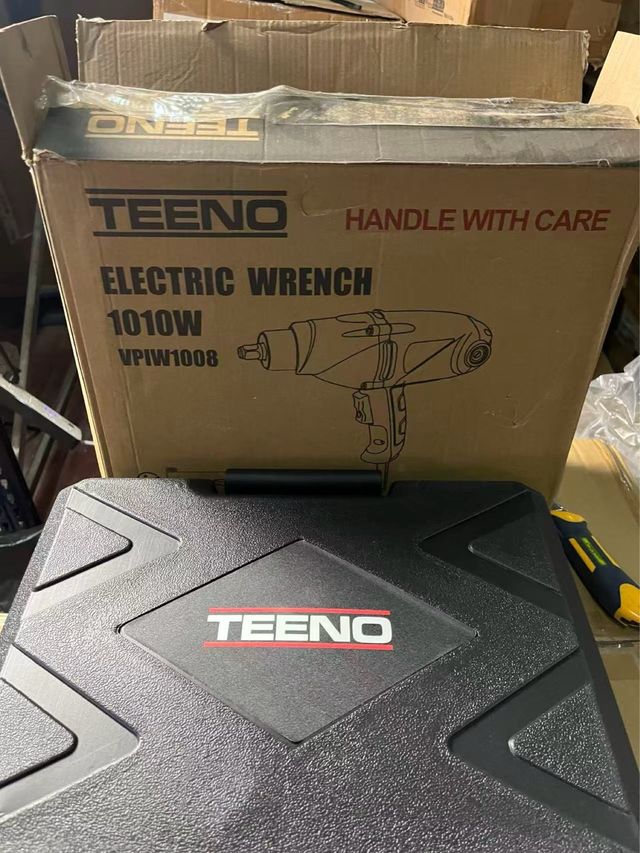 TEENO
TEENO
HANDLE WITH CARE
ELECTRIC WRENCH
1010W
VPIW1008
TEENO